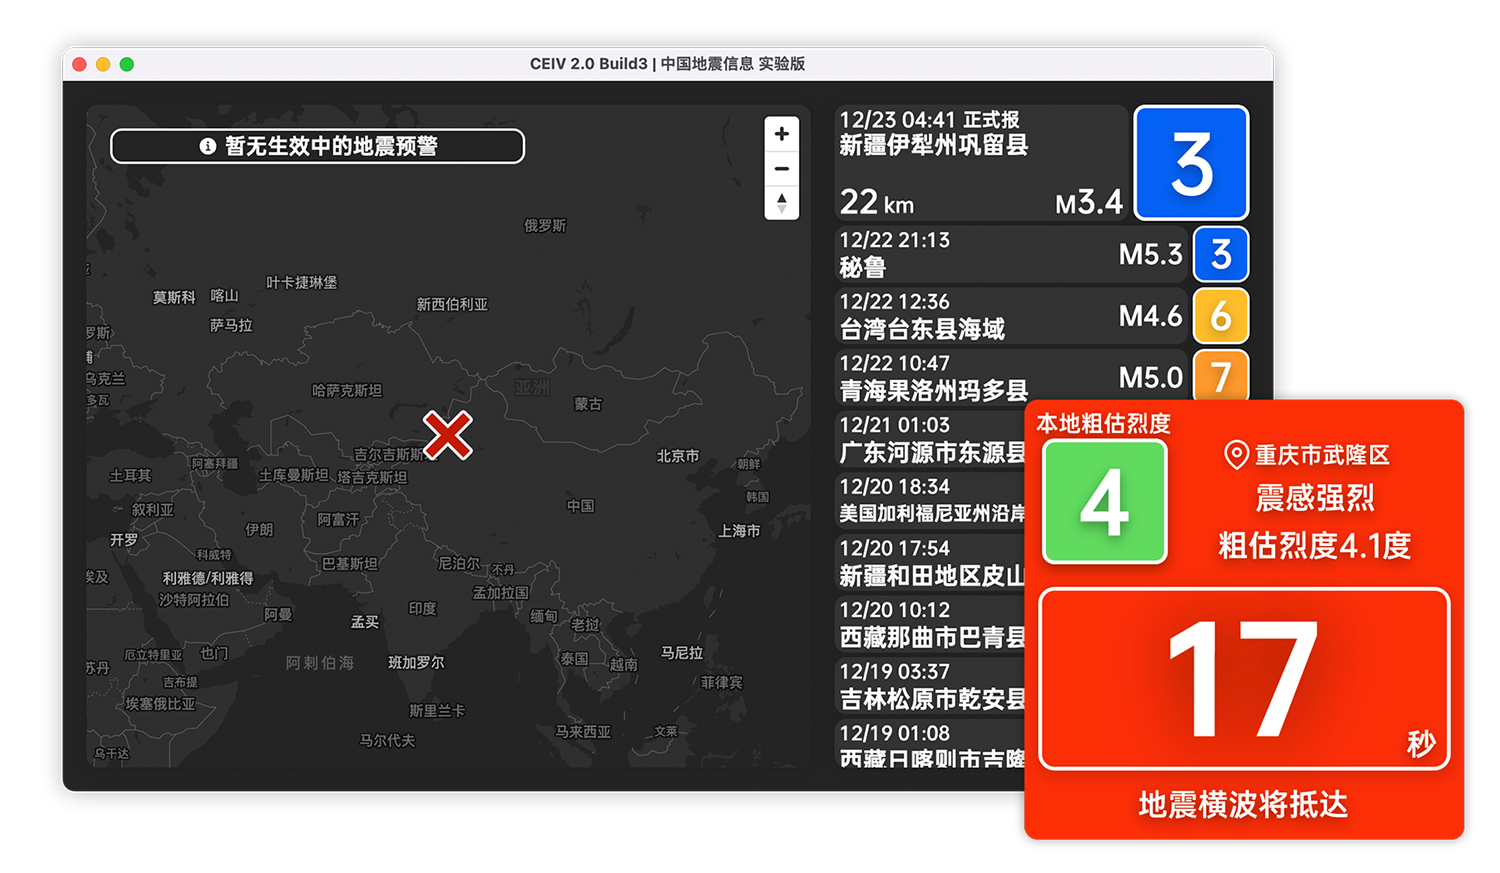 CEIV 2.0 Build3 | 中国地震信息 实验版
暂无生效中的地震预警
俄罗斯
叶卡捷琳堡
莫斯科
喀山
新西伯利亚
萨马拉
罗斯
乌克兰
多瓦
哈萨克斯坦
亚洲
蒙古
吉尔吉斯斯
北京市
朝鲜
阿塞拜疆
土耳其
土库曼斯坦
塔吉克斯坦
韩国
叙利亚
中国
阿富汗
伊朗
上海市
开罗
科威特
巴基斯坦
尼泊尔
不丹
埃及
利雅德/利雅得
沙特阿拉伯
孟加拉国
阿曼
印度
缅甸
孟买
老挝
厄立特里亚
也门
阿剌伯海
班加罗尔
泰国
越南
马尼拉
苏丹
吉布提
菲律宾
埃塞俄比亚
斯里兰卡
马尔代夫
马来西亚
文莱
乌干达
12/23 04:41 正式报
新疆伊犁州巩留县
22 km
M3.4
3
12/22 21:13
秘鲁
M5.3
3
12/22 12:36
台湾台东县海域
M4.6
6
12/22 10:47
青海果洛州玛多县
M5.0
7
12/21 01:03
广东河源市东源县
12/20 18:34
美国加利福尼亚州沿岸
12/20 17:54
新疆和田地区皮山
12/20 10:12
西藏那曲市巴青县
12/19 03:37
吉林松原市乾安县
12/19 01:08
西藏日喀则市吉隆
本地粗估烈度
4
重庆市武隆区
震感强烈
粗估烈度4.1度
17
秒
地震横波将抵达